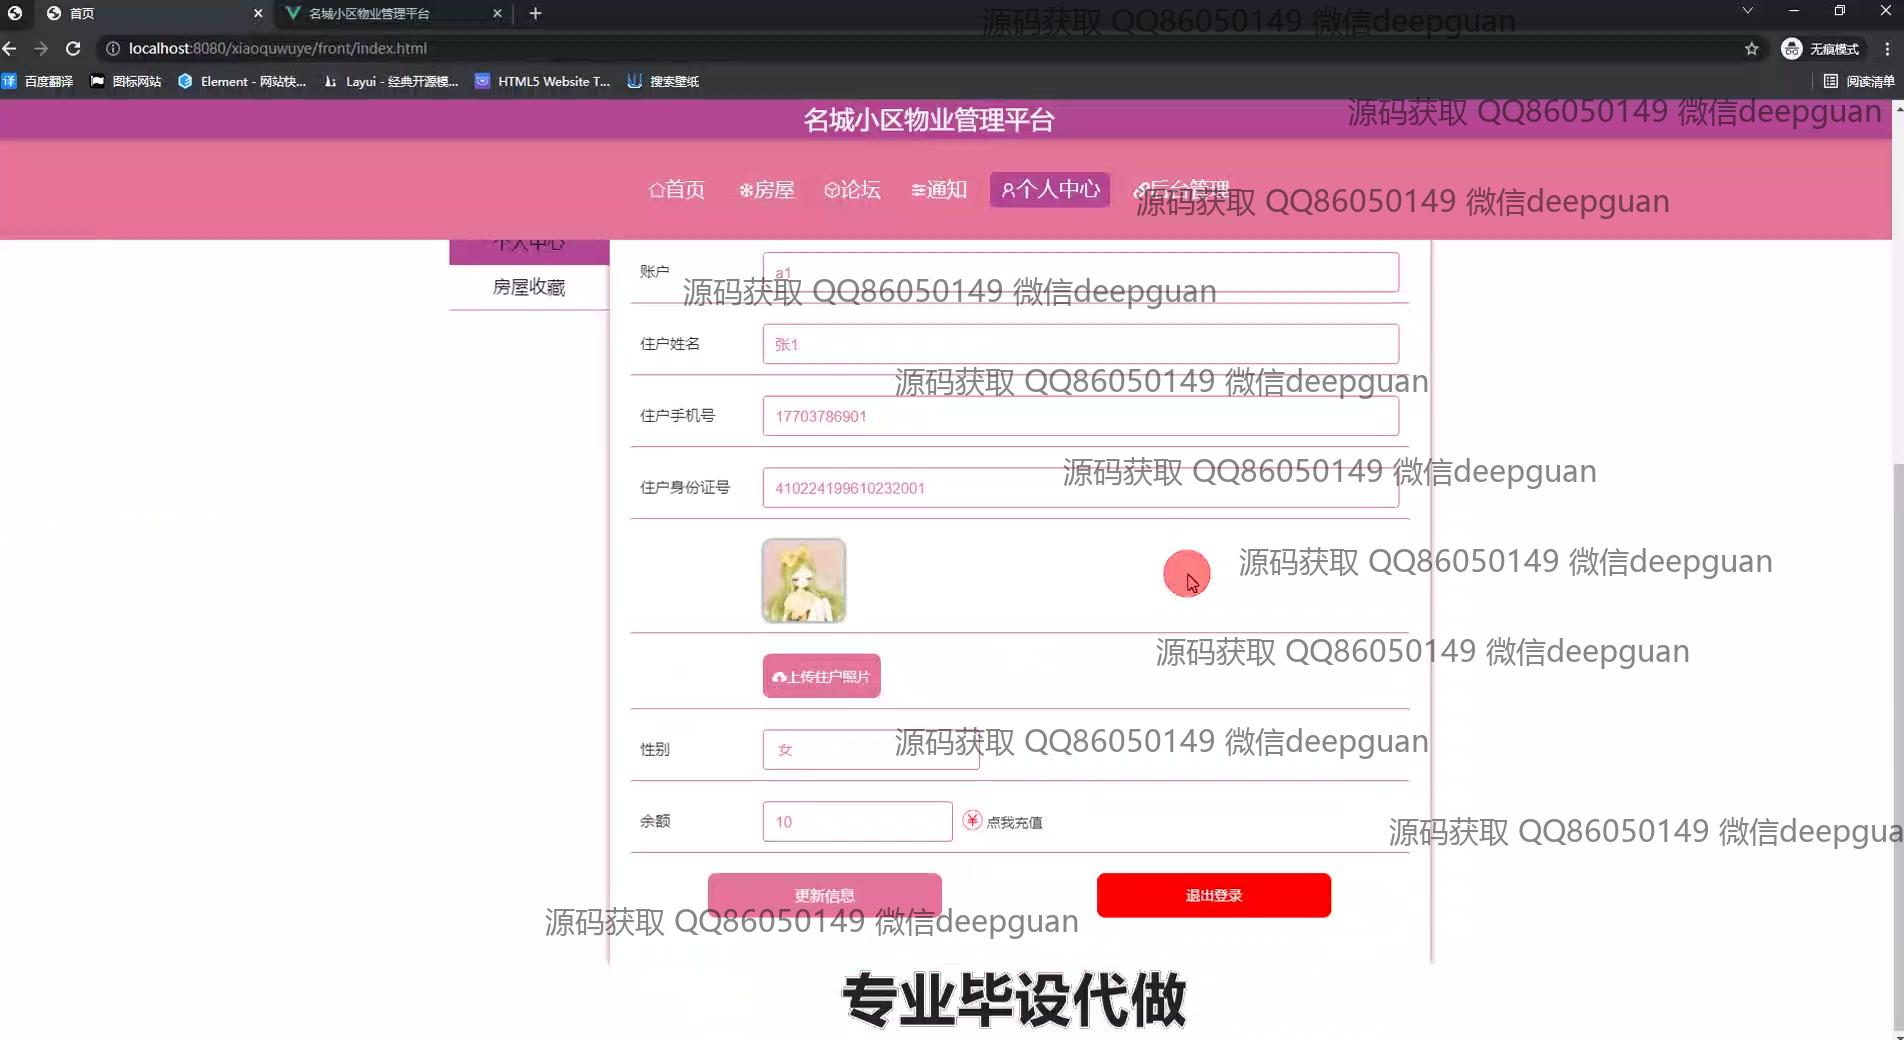 首页
名城小区物业管理平台
localhost:8080/xiaoquwuye/front/index.html
无痕模式
百度翻译
图标网站
Element - 网站快...
Layui - 经典开源模...
HTML5 Website T...
搜索壁纸
阅读清单
源码获取 QQ86050149 微信deepguan
名城小区物业管理平台
源码获取 QQ86050149 微信deepguan
首页
房屋
论坛
通知
个人中心
后台管理
源码获取 QQ86050149 微信deepguan
个人中心
房屋收藏
账户
a1
源码获取 QQ86050149 微信deepguan
住户姓名
张1
源码获取 QQ86050149 微信deepguan
住户手机号
17703786901
源码获取 QQ86050149 微信deepguan
住户身份证号
410224199610232001
源码获取 QQ86050149 微信deepguan
源码获取 QQ86050149 微信deepguan
上传住户照片
性别
女
源码获取 QQ86050149 微信deepguan
余额
10
点我充值
源码获取 QQ86050149 微信deepgua
更新信息
退出登录
源码获取 QQ86050149 微信deepguan
专业毕设代做